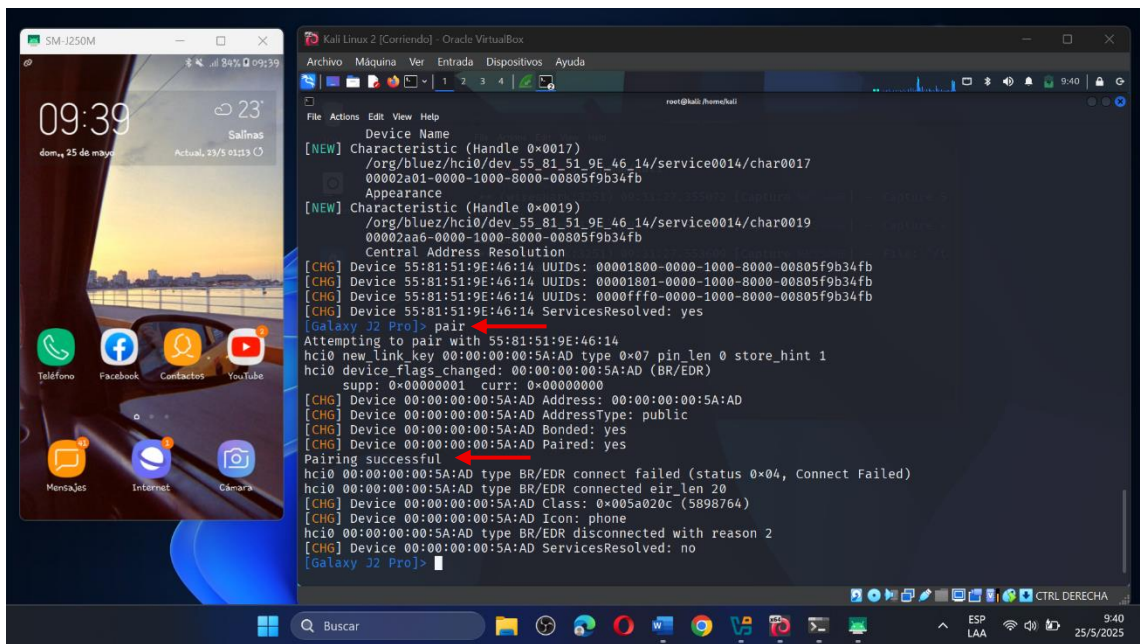 SM-J250M
84% 09:39
09:39
23°
Salinas
dom., 25 de mayo
Actual. 23/5 01:13
Teléfono
Facebook
Contactos
2
YouTube
41
Mensajes
1
Internet
Cámara
Kali Linux 2 [Corriendo] - Oracle VirtualBox
Archivo Máquina Ver Entrada Dispositivos Ayuda
1 2 3 4
9:40
root@kali: /home/kali
File Actions Edit View Help
Device Name
[NEW] Characteristic (Handle 0×0017)
/org/bluez/hci0/dev_55_81_51_9E_46_14/service0014/char0017
00002a01-0000-1000-8000-00805f9b34fb
Appearance
[NEW] Characteristic (Handle 0×0019)
/org/bluez/hci0/dev_55_81_51_9E_46_14/service0014/char0019
00002aa6-0000-1000-8000-00805f9b34fb
Central Address Resolution
[CHG] Device 55:81:51:9E:46:14 UUIDs: 00001800-0000-1000-8000-00805f9b34fb
[CHG] Device 55:81:51:9E:46:14 UUIDs: 00001801-0000-1000-8000-00805f9b34fb
[CHG] Device 55:81:51:9E:46:14 UUIDs: 0000fff0-0000-1000-8000-00805f9b34fb
[CHG] Device 55:81:51:9E:46:14 ServicesResolved: yes
[Galaxy J2 Pro]> pair
Attempting to pair with 55:81:51:9E:46:14
hci0 new_link_key 00:00:00:00:5A:AD type 0×07 pin_len 0 store_hint 1
hci0 device_flags_changed: 00:00:00:00:5A:AD (BR/EDR)
supp: 0×00000001 curr: 0×00000000
[CHG] Device 00:00:00:00:5A:AD Address: 00:00:00:00:5A:AD
[CHG] Device 00:00:00:00:5A:AD AddressType: public
[CHG] Device 00:00:00:00:5A:AD Bonded: yes
[CHG] Device 00:00:00:00:5A:AD Paired: yes
Pairing successful
hci0 00:00:00:00:5A:AD type BR/EDR connect failed (status 0×04, Connect Failed)
hci0 00:00:00:00:5A:AD type BR/EDR connected eir_len 20
[CHG] Device 00:00:00:00:5A:AD Class: 0×005a020c (5898764)
[CHG] Device 00:00:00:00:5A:AD Icon: phone
hci0 00:00:00:00:5A:AD type BR/EDR disconnected with reason 2
[CHG] Device 00:00:00:00:5A:AD ServicesResolved: no
[Galaxy J2 Pro]>
CTRL DERECHA
Buscar
ESP
LAA
9:40
25/5/2025